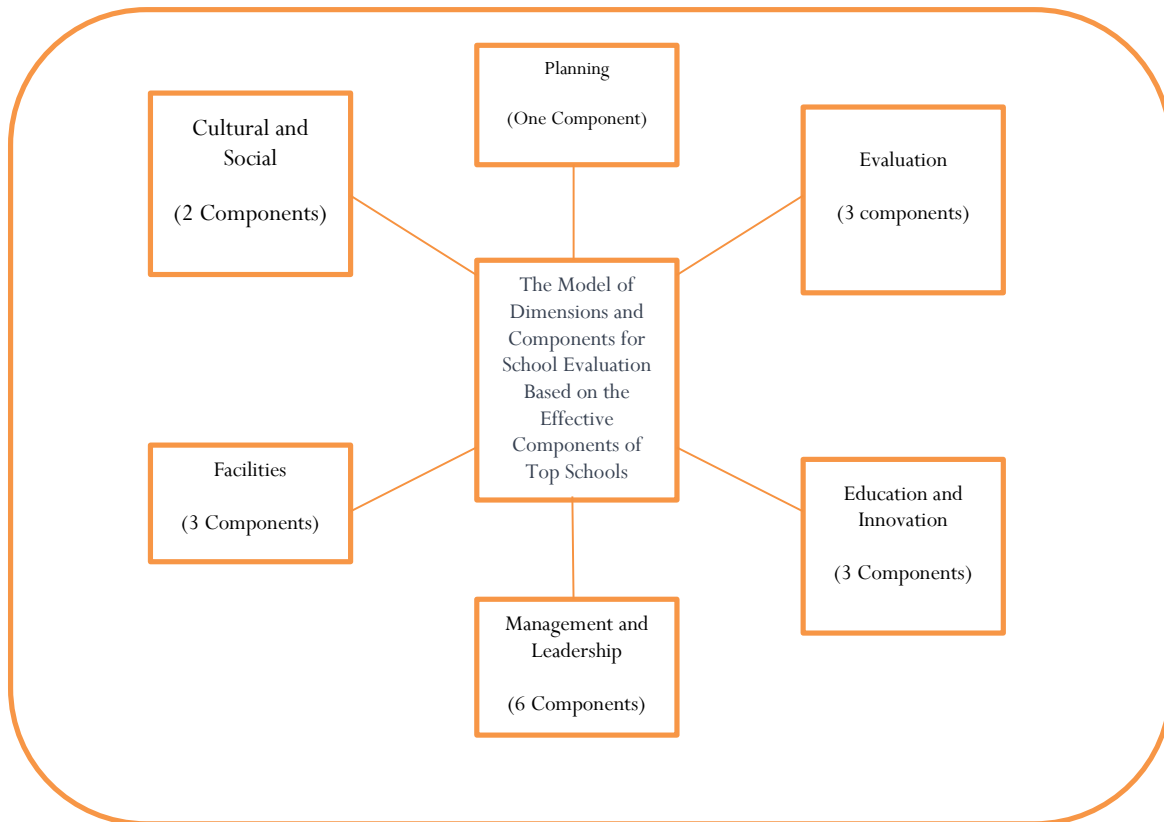 Planning
(One Component)
Cultural and
Social
(2 Components)
Evaluation
(3 components)
The Model of
Dimensions and
Components for
School Evaluation
Based on the
Effective
Components of
Top Schools
Facilities
(3 Components)
Education and
Innovation
(3 Components)
Management and
Leadership
(6 Components)